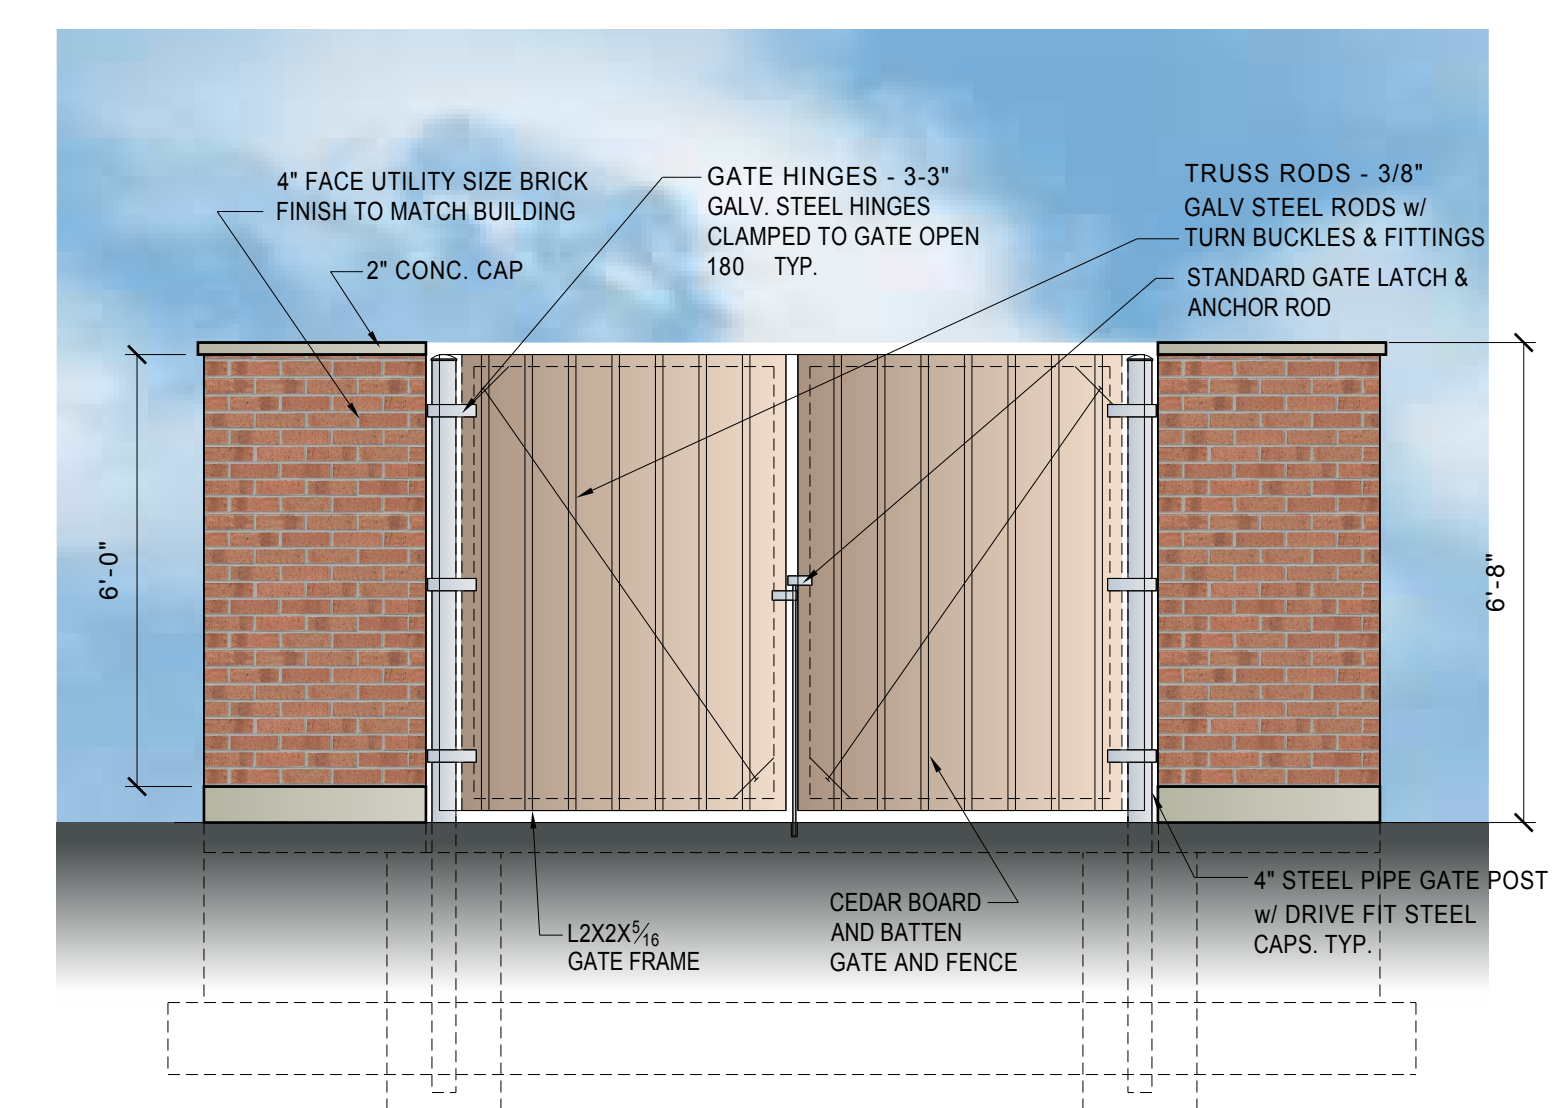 4" FACE UTILITY SIZE BRICK
FINISH TO MATCH BUILDING
2" CONC. CAP
GATE HINGES - 3-3"
GALV. STEEL HINGES
CLAMPED TO GATE OPEN
180 TYP.
TRUSS RODS - 3/8"
GALV STEEL RODS w/
TURN BUCKLES & FITTINGS
STANDARD GATE LATCH &
ANCHOR ROD
6'-0"
6'-8"
L2X2X5⁄16
GATE FRAME
CEDAR BOARD
AND BATTEN
GATE AND FENCE
4" STEEL PIPE GATE POST
w/ DRIVE FIT STEEL
CAPS. TYP.